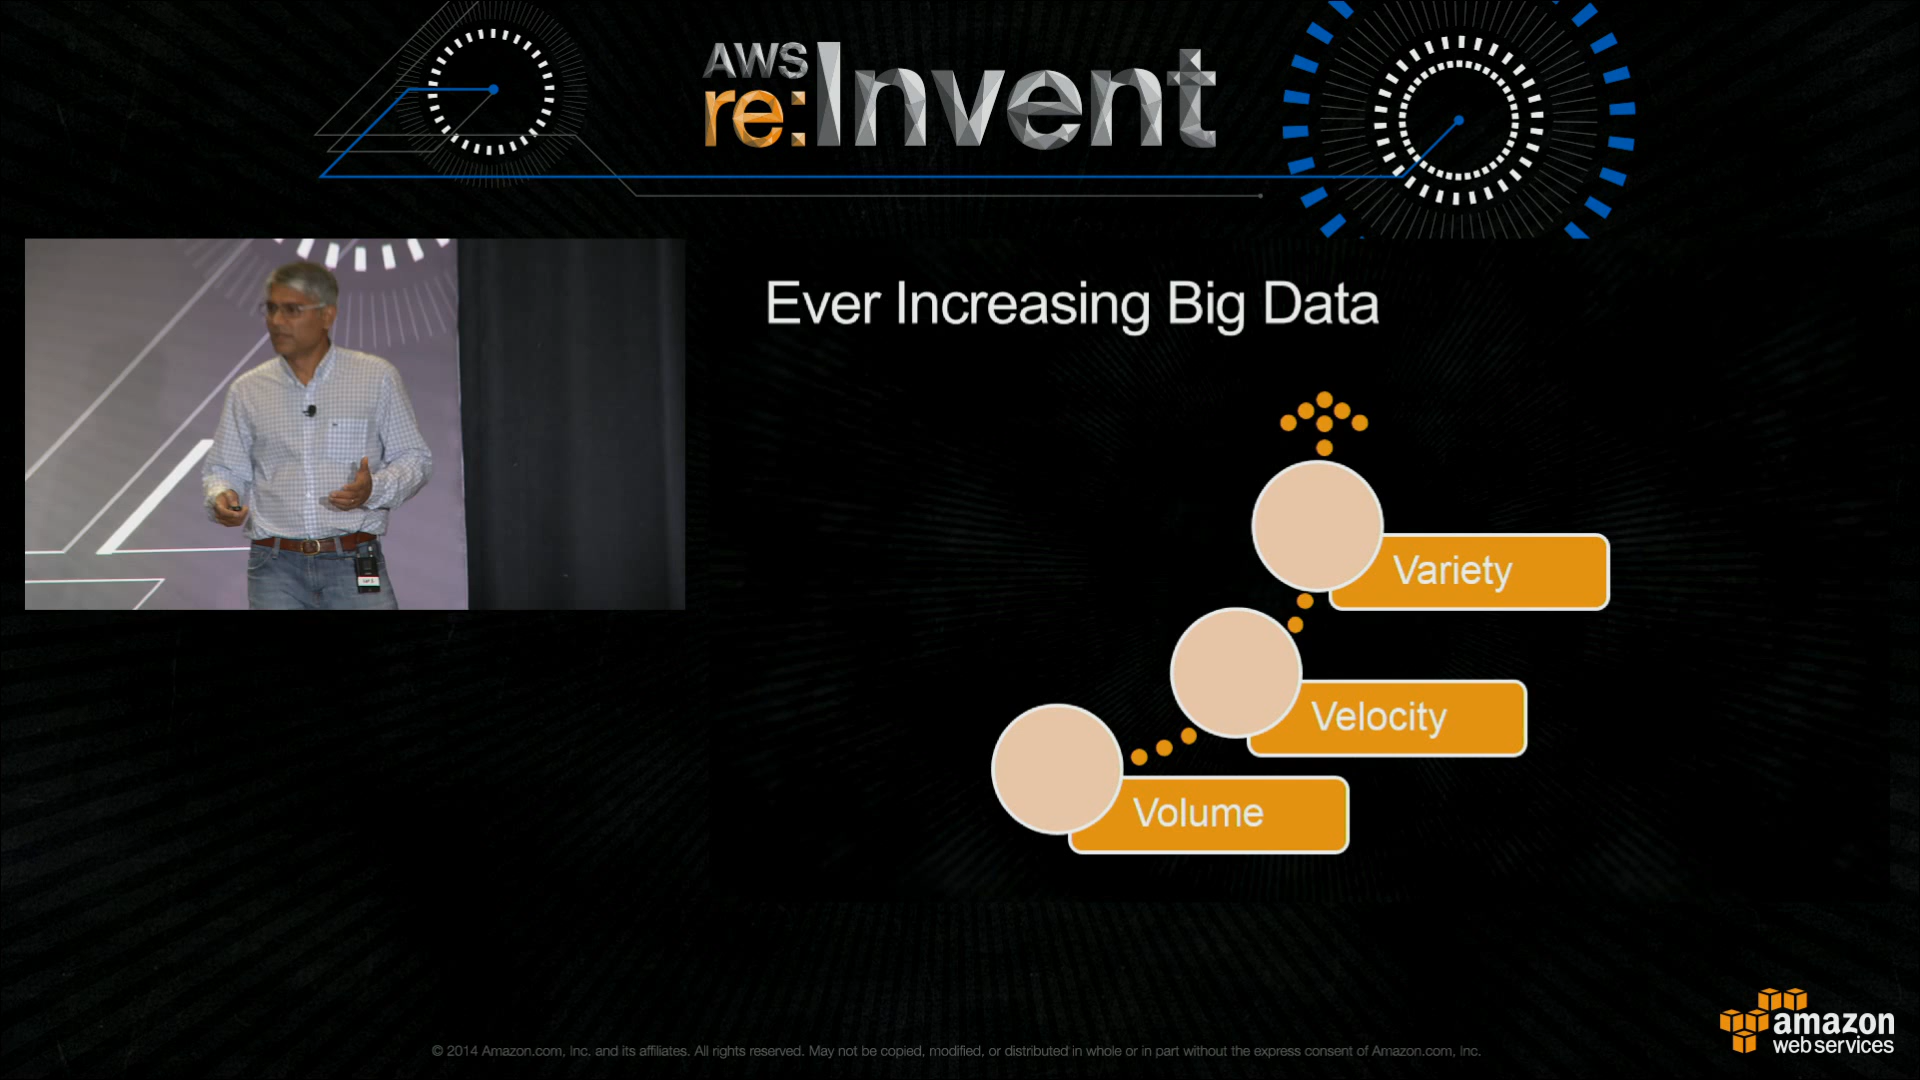 AWS
re:Invent
Ever Increasing Big Data
Variety
Velocity
Volume
amazon
web services
© 2014 Amazon.com, Inc. and its affiliates. All rights reserved. May not be copied, modified, or distributed in whole or in part without the express consent of Amazon.com, Inc.